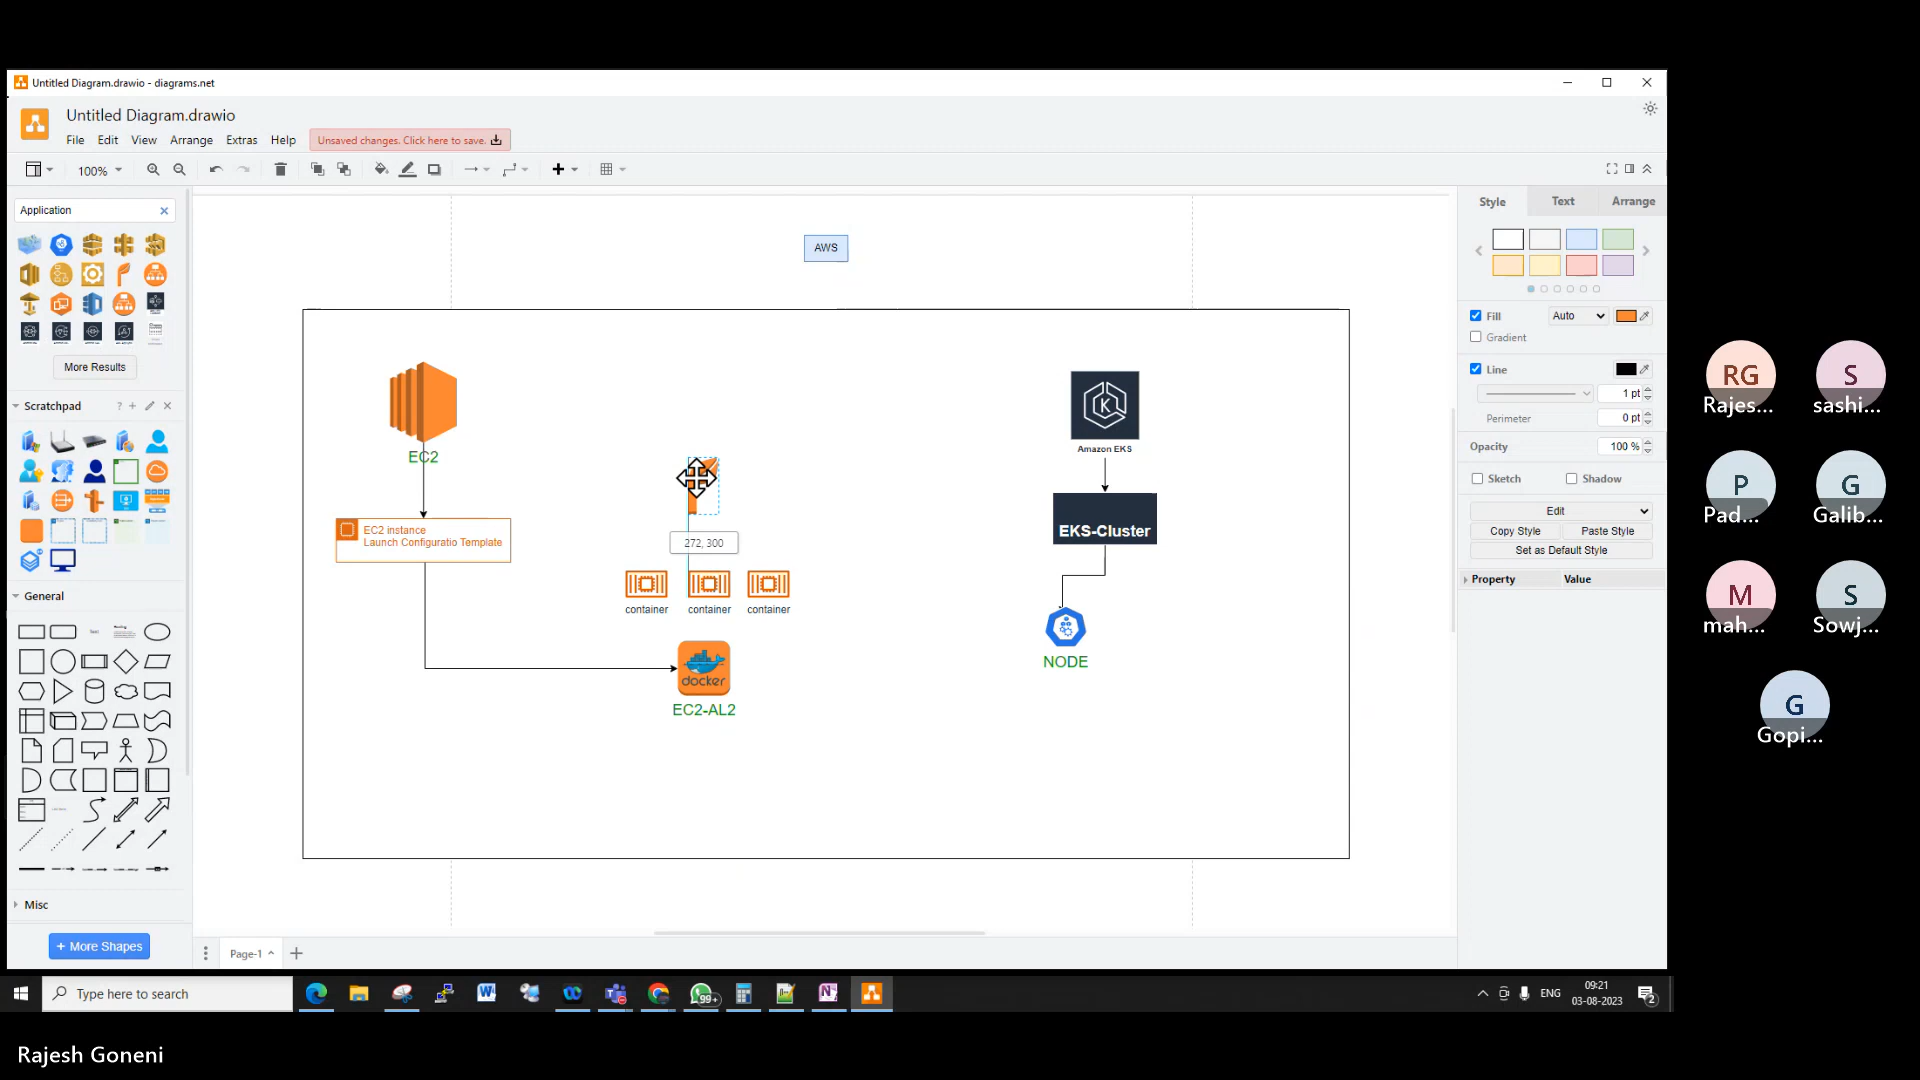 Untitled Diagram.drawio - diagrams.net
Untitled Diagram.drawio
File Edit View Arrange Extras Help Unsaved changes. Click here to save.
100%
Application
More Results
Scratchpad ?
General
Misc
+ More Shapes
AWS
EC2
EC2 instance
Launch Configuratio Template
272, 300
container container container
docker
EC2-AL2
K
Amazon EKS
EKS-Cluster
NODE
Page-1
Style Text Arrange
Fill Auto
Gradient
Line
1 pt
Perimeter 0 pt
Opacity 100 %
Sketch Shadow
Edit
Copy Style Paste Style
Set as Default Style
Property Value
RG S
Rajes... sashi...
P G
Pad... Galib...
M S
mah... Sowj...
G
Gopi...
Type here to search
99+
ENG
09:21
03-08-2023
2
Rajesh Goneni